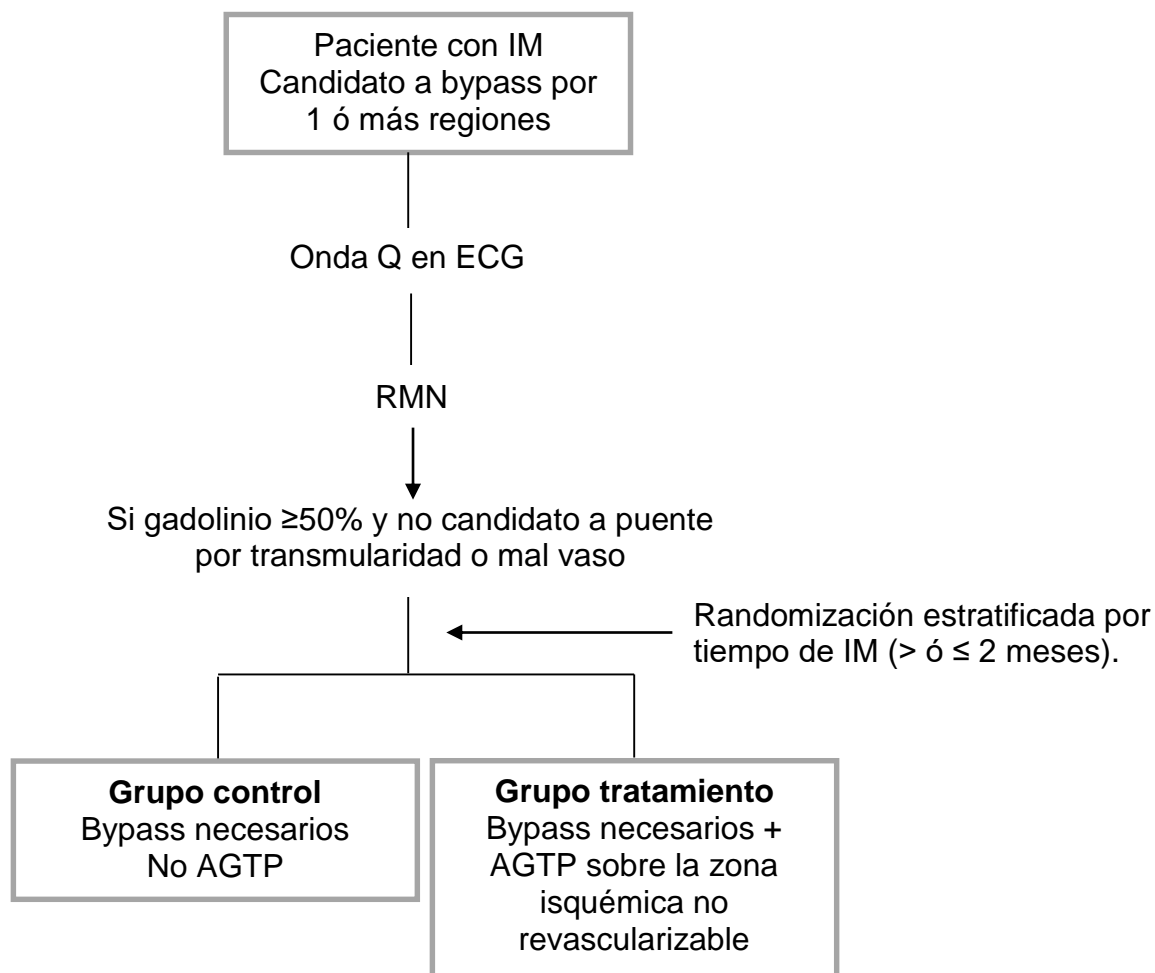 Paciente con IM
Candidato a bypass por
1 ó más regiones
Onda Q en ECG
RMN
Si gadolinio ≥50% y no candidato a puente
por transmularidad o mal vaso
Randomización estratificada por
tiempo de IM (> ó ≤ 2 meses).
Grupo control
Bypass necesarios
No AGTP
Grupo tratamiento
Bypass necesarios +
AGTP sobre la zona
isquémica no
revascularizable